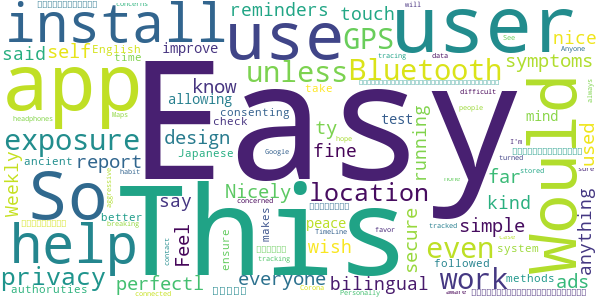 concerns
install
use
user
reminders
touch
GPS
nice
Anyone
will
said
self
English
time
improve
tracing
data
See
app
Easy
unless
Bluetooth
symptoms
know
allowing
take
difficult
always
headphones
Maps
consenting
check
test
people
exposure
design
ty
hope
running
would
mind
used
I'm
turned
Japanese
Google
fine
ancient
report
So
This
Nicely
location
far
stored
sure
Weekly
habit
aggressive
say
concerned
secure
kind
simple
anything
better
breaking
peace
makes
TimeLine
favor
tracked
even
system
help
Feel
contact
ensure
wish
followed
methods
privacy
perfectl
everyone
tracking
bilingual
work
ads
authoruties
connected
Personally